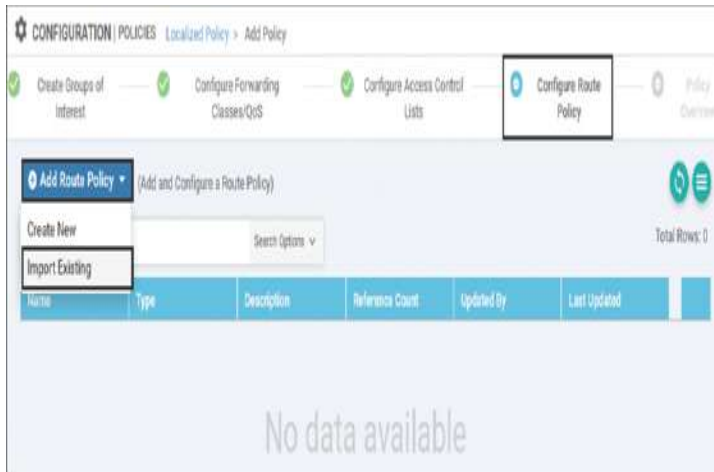 CONFIGURATION | POLICIES Localized Policy > Add Policy
Create Groups of Interest
Configure Forwarding Classes/QoS
Configure Access Control Lists
Configure Route Policy
Policy Overview
Add Route Policy
(Add and Configure a Route Policy)
Create New
Import Existing
Search Options
Total Rows: 0
Name Type Description Reference Count Updated By Last Updated
No data available